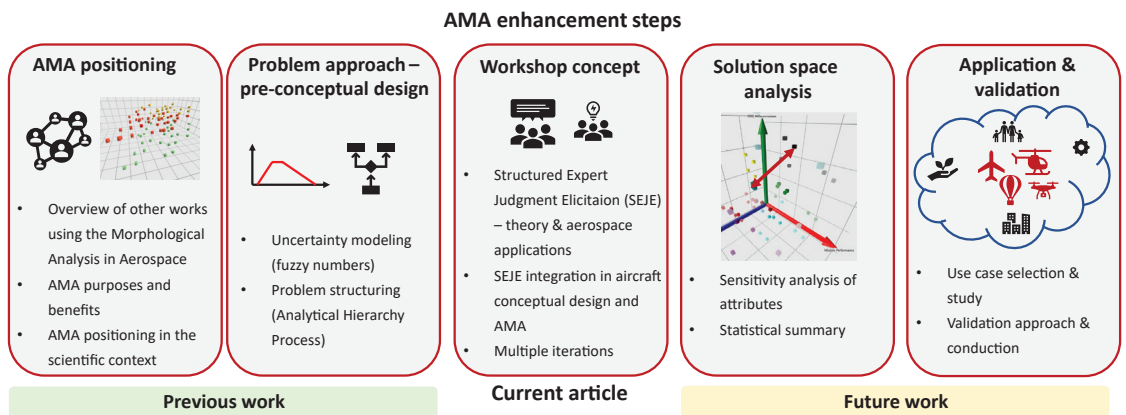 AMA enhancement steps
AMA positioning
• Overview of other works
using the Morphological
Analysis in Aerospace
• AMA purposes and
benefits
• AMA positioning in the
scientific context
Problem approach –
pre-conceptual design
• Uncertainty modeling
(fuzzy numbers)
• Problem structuring
(Analytical Hierarchy
Process)
Workshop concept
• Structured Expert
Judgment Elicitaion (SEJE)
– theory & aerospace
applications
• SEJE integration in aircraft
conceptual design and
AMA
• Multiple iterations
Solution space
analysis
• Sensitivity analysis of
attributes
• Statistical summary
Application &
validation
• Use case selection &
study
• Validation approach &
conduction
Previous work
Current article
Future work